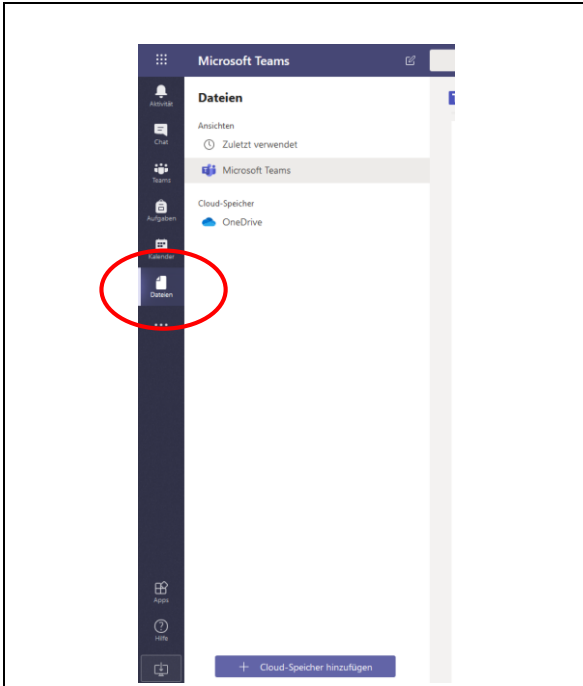 Microsoft Teams
Aktivität
Chat
Teams
Aufgaben
Kalender
Dateien
Apps
Hilfe
Dateien
Ansichten
Zuletzt verwendet
Microsoft Teams
Cloud-Speicher
OneDrive
+ Cloud-Speicher hinzufügen